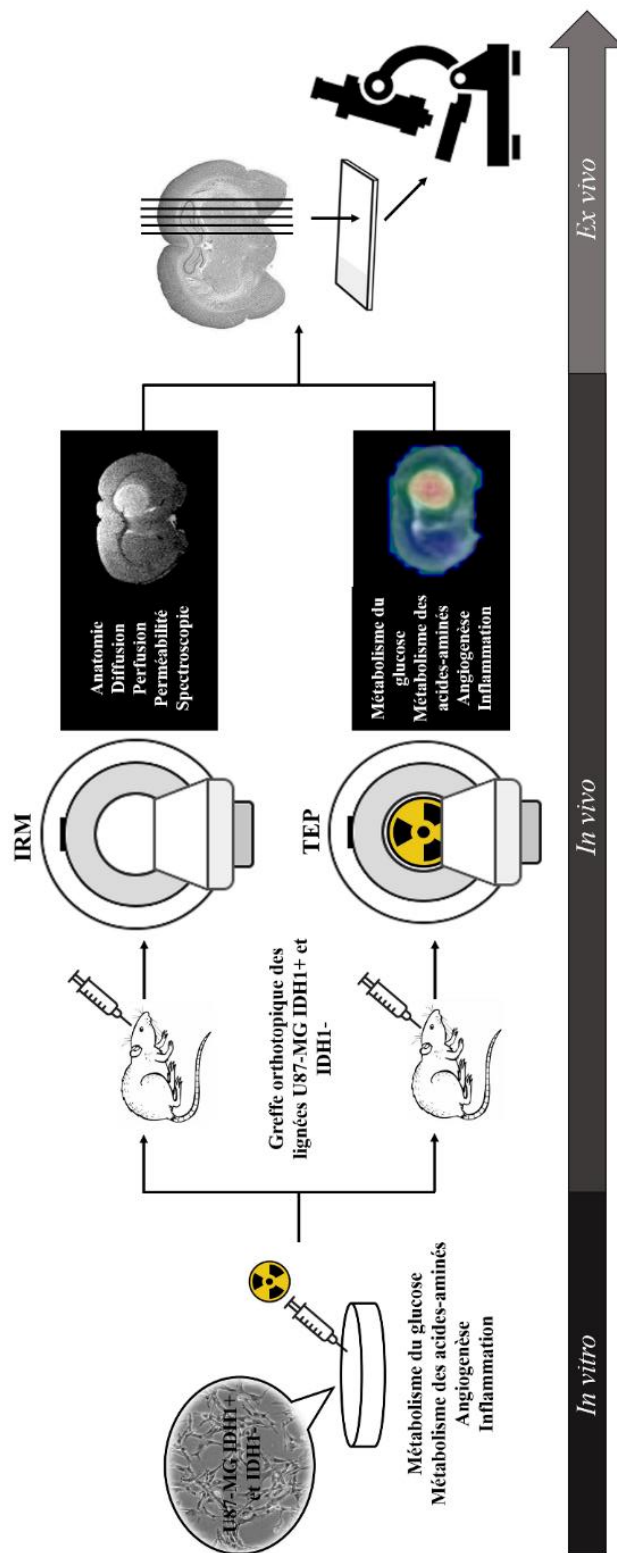 U87-MG IDH1+
et IDH1-
Métabolisme du glucose
Métabolisme des acides-aminés
Angiogenèse
Inflammation
Greffe orthotopique des
lignées U87-MG IDH1+ et
IDH1-
IRM
Anatomic
Diffusion
Perfusion
Perméabilité
Specstroscopic
TEP
Métabolisme du
glucose
Métabolisme des
acides-aminés
Angiogenèse
Inflammation
In vitro
In vivo
Ex vivo